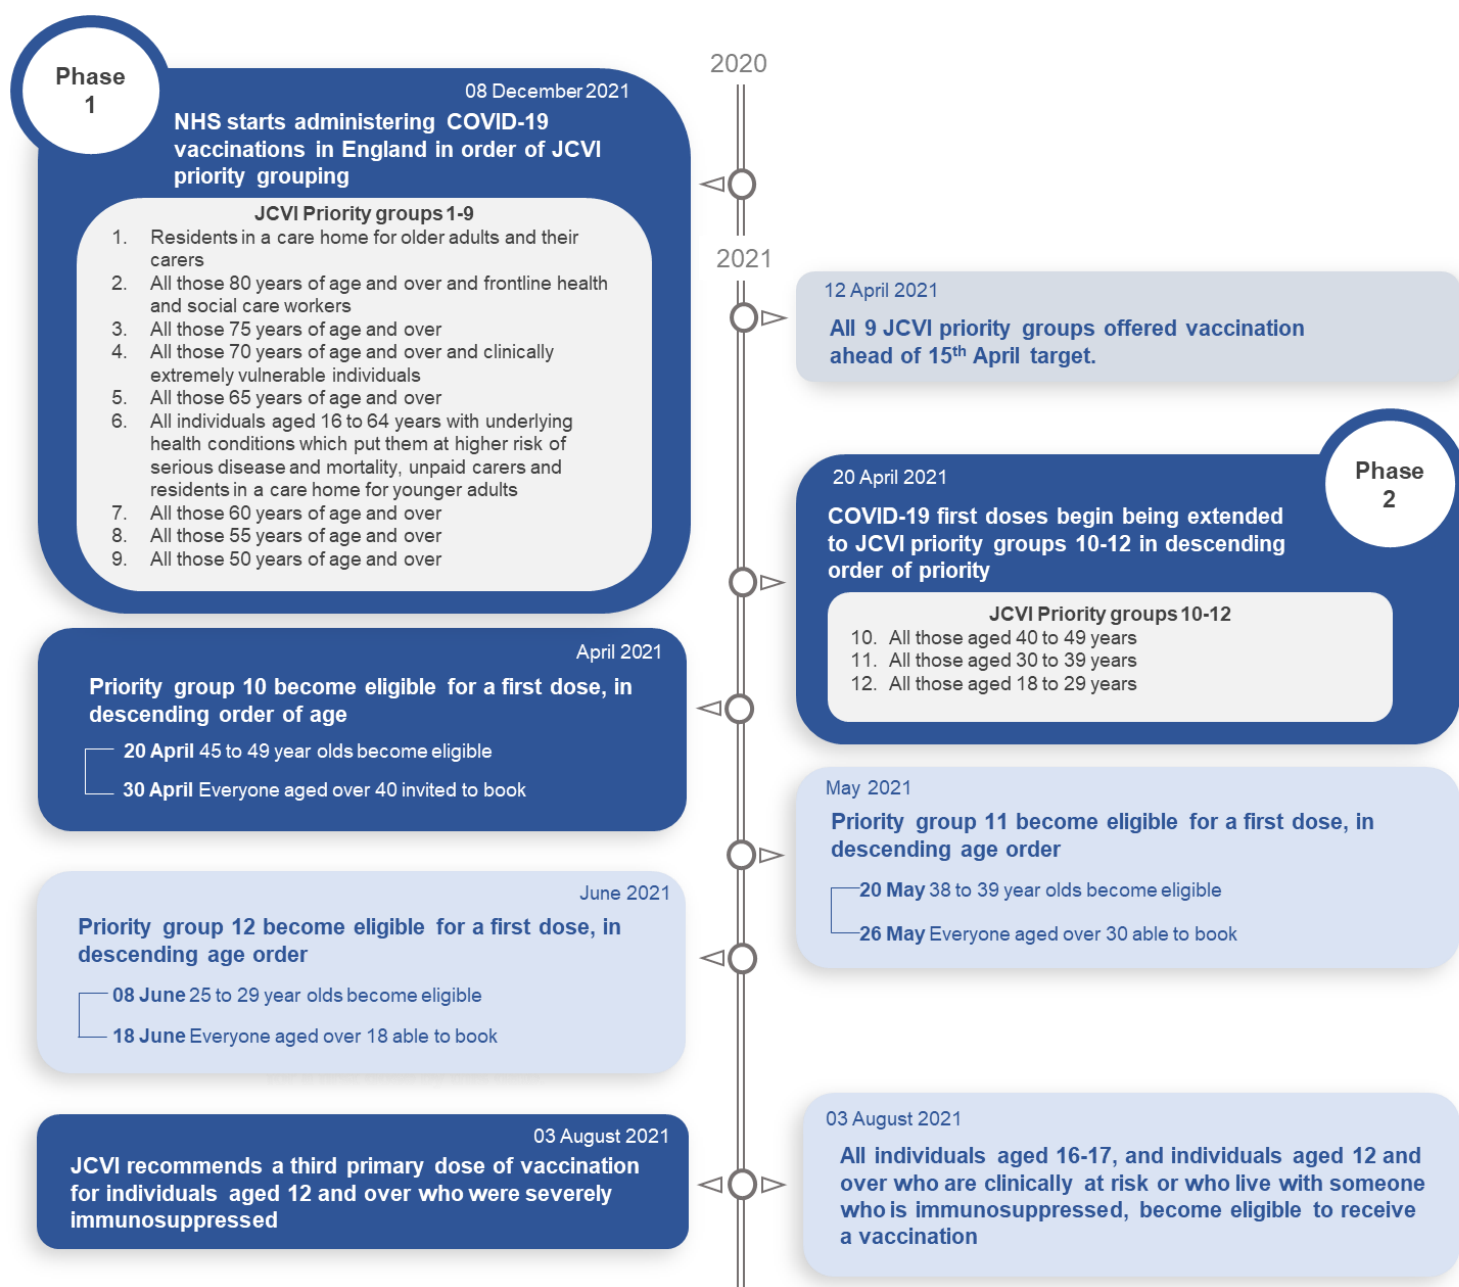 2020
Phase
1
08 December 2021
NHS starts administering COVID-19
vaccinations in England in order of JCVI
priority grouping
JCVI Priority groups 1-9
1. Residents in a care home for older adults and their
carers
2. All those 80 years of age and over and frontline health
and social care workers
3. All those 75 years of age and over
4. All those 70 years of age and over and clinically
extremely vulnerable individuals
5. All those 65 years of age and over
6. All individuals aged 16 to 64 years with underlying
health conditions which put them at higher risk of
serious disease and mortality, unpaid carers and
residents in a care home for younger adults
7. All those 60 years of age and over
8. All those 55 years of age and over
9. All those 50 years of age and over
2021
12 April 2021
All 9 JCVI priority groups offered vaccination
ahead of 15th April target.
Phase
2
20 April 2021
COVID-19 first doses begin being extended
to JCVI priority groups 10-12 in descending
order of priority
JCVI Priority groups 10-12
10. All those aged 40 to 49 years
11. All those aged 30 to 39 years
12. All those aged 18 to 29 years
April 2021
Priority group 10 become eligible for a first dose, in
descending order of age
20 April 45 to 49 year olds become eligible
30 April Everyone aged over 40 invited to book
May 2021
Priority group 11 become eligible for a first dose, in
descending age order
20 May 38 to 39 year olds become eligible
26 May Everyone aged over 30 able to book
June 2021
Priority group 12 become eligible for a first dose, in
descending age order
08 June 25 to 29 year olds become eligible
18 June Everyone aged over 18 able to book
03 August 2021
JCVI recommends a third primary dose of vaccination
for individuals aged 12 and over who were severely
immunosuppressed
03 August 2021
All individuals aged 16-17, and individuals aged 12 and
over who are clinically at risk or who live with someone
who is immunosuppressed, become eligible to receive
a vaccination